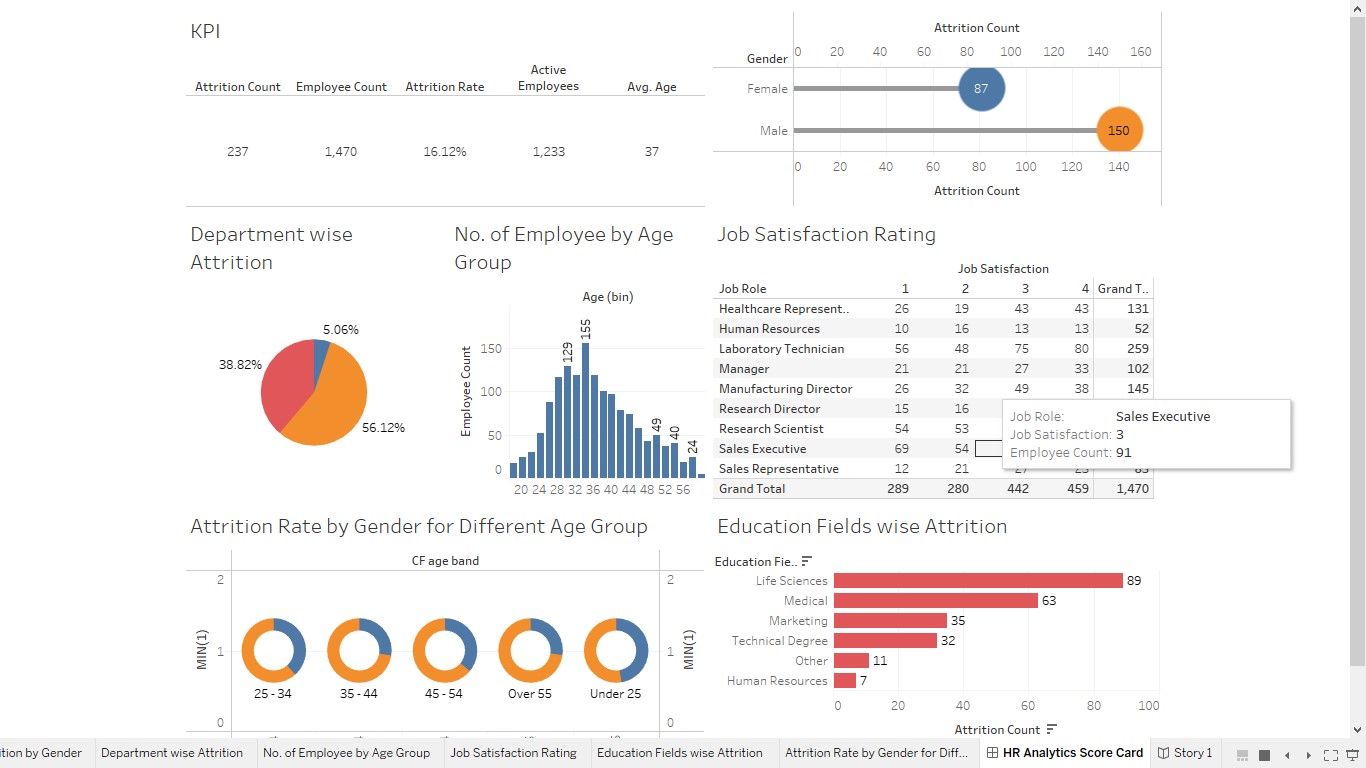 KPI
Attrition Count Employee Count Attrition Rate Active Employees Avg. Age
237 1,470 16.12% 1,233 37
Attrition Count
Gender 0 20 40 60 80 100 120 140 160
Female 87
Male 150
0 20 40 60 80 100 120 140
Attrition Count
Department wise
Attrition
5.06%
38.82%
56.12%
No. of Employee by Age
Group
Age (bin)
Employee Count
150
100
50
0
129 155 49 40 24
20 24 28 32 36 40 44 48 52 56
Job Satisfaction Rating
Job Satisfaction
Job Role 1 2 3 4 Grand T..
Healthcare Represent.. 26 19 43 43 131
Human Resources 10 16 13 13 52
Laboratory Technician 56 48 75 80 259
Manager 21 21 27 33 102
Manufacturing Director 26 32 49 38 145
Research Director 15 16
Research Scientist 54 53
Sales Executive 69 54
Sales Representative 12 21
Grand Total 289 280 442 459 1,470
Job Role: Sales Executive
Job Satisfaction: 3
Employee Count: 91
Attrition Rate by Gender for Different Age Group
CF age band
2 2
MIN(1) 1 1 MIN(1)
25 - 34 35 - 44 45 - 54 Over 55 Under 25
0 0
Education Fields wise Attrition
Education Fie..
Life Sciences 89
Medical 63
Marketing 35
Technical Degree 32
Other 11
Human Resources 7
0 20 40 60 80 100
Attrition Count
ition by Gender Department wise Attrition No. of Employee by Age Group Job Satisfaction Rating Education Fields wise Attrition Attrition Rate by Gender for Diff... HR Analytics Score Card Story 1